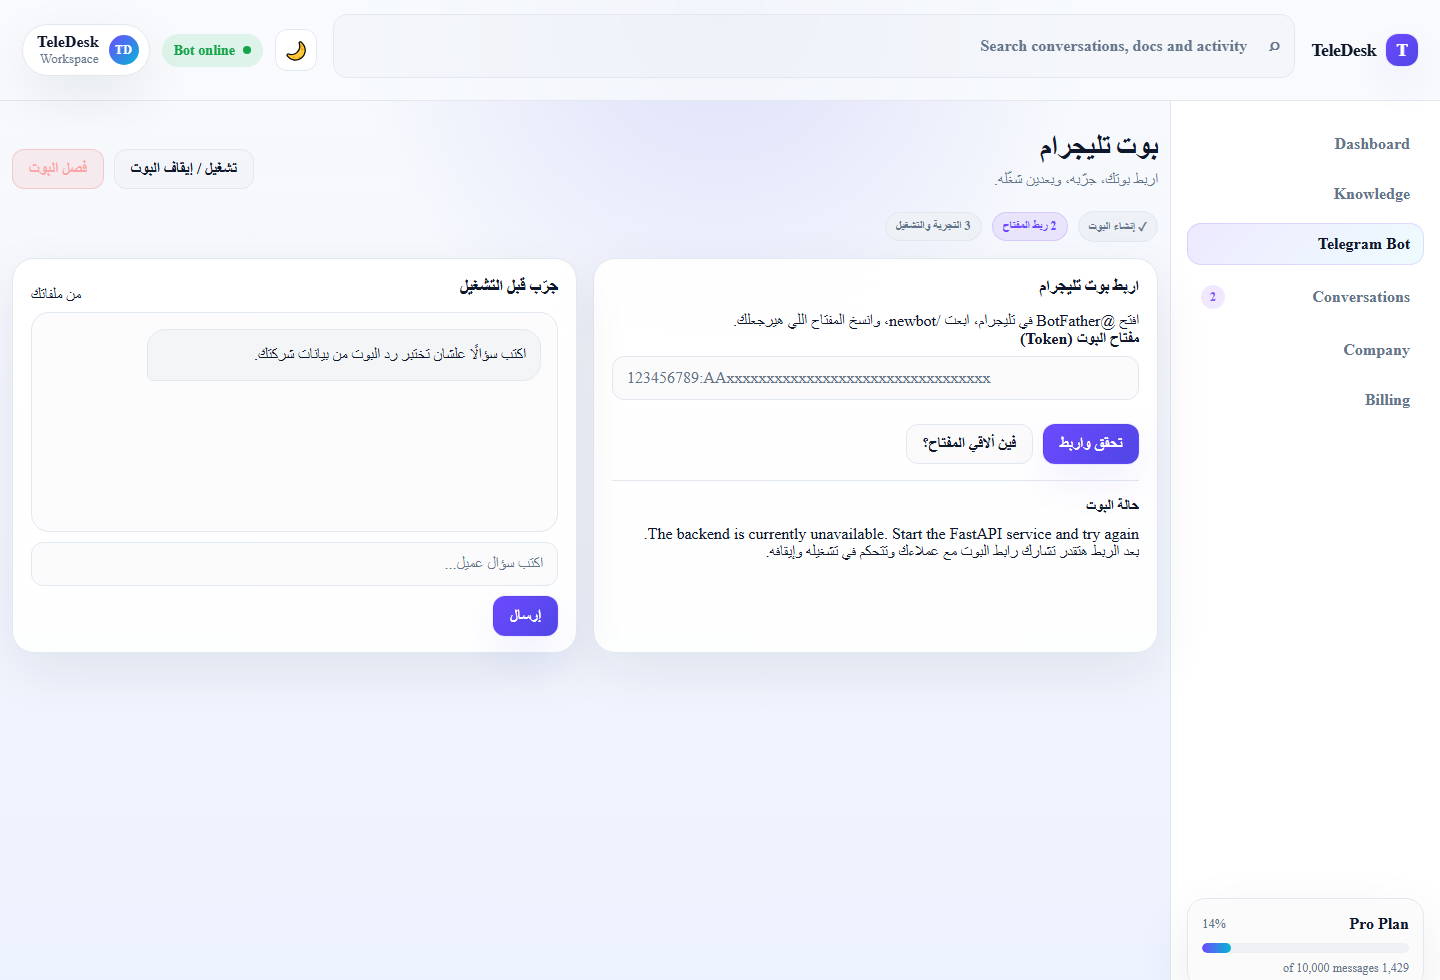 T
TeleDesk
Search conversations, docs and activity
Bot online
TD
TeleDesk
Workspace
Dashboard
Knowledge
Telegram Bot
Conversations
2
Company
Billing
Pro Plan
14%
of 10,000 messages 1,429
بوت تليجرام
اربط بوتك، جرّبه، وبعدين شغّله.
تشغيل / إيقاف البوت
فصل البوت
✓ إنشاء البوت
2 ربط المفتاح
3 التجربة والتشغيل
اربط بوت تليجرام
افتح @BotFather في تليجرام، ابعت /newbot، وانسخ المفتاح اللي هيرجعلك.
مفتاح البوت (Token)
123456789:AAxxxxxxxxxxxxxxxxxxxxxxxxxxxxxxxxx
تحقق واربط
فين ألاقي المفتاح؟
حالة البوت
.The backend is currently unavailable. Start the FastAPI service and try again
بعد الربط هتقدر تشارك رابط البوت مع عملاءك وتتحكم في تشغيله وإيقافه.
جرّب قبل التشغيل
من ملفاتك
اكتب سؤالًا علشان تختبر رد البوت من بيانات شركتك.
اكتب سؤال عميل...
إرسال